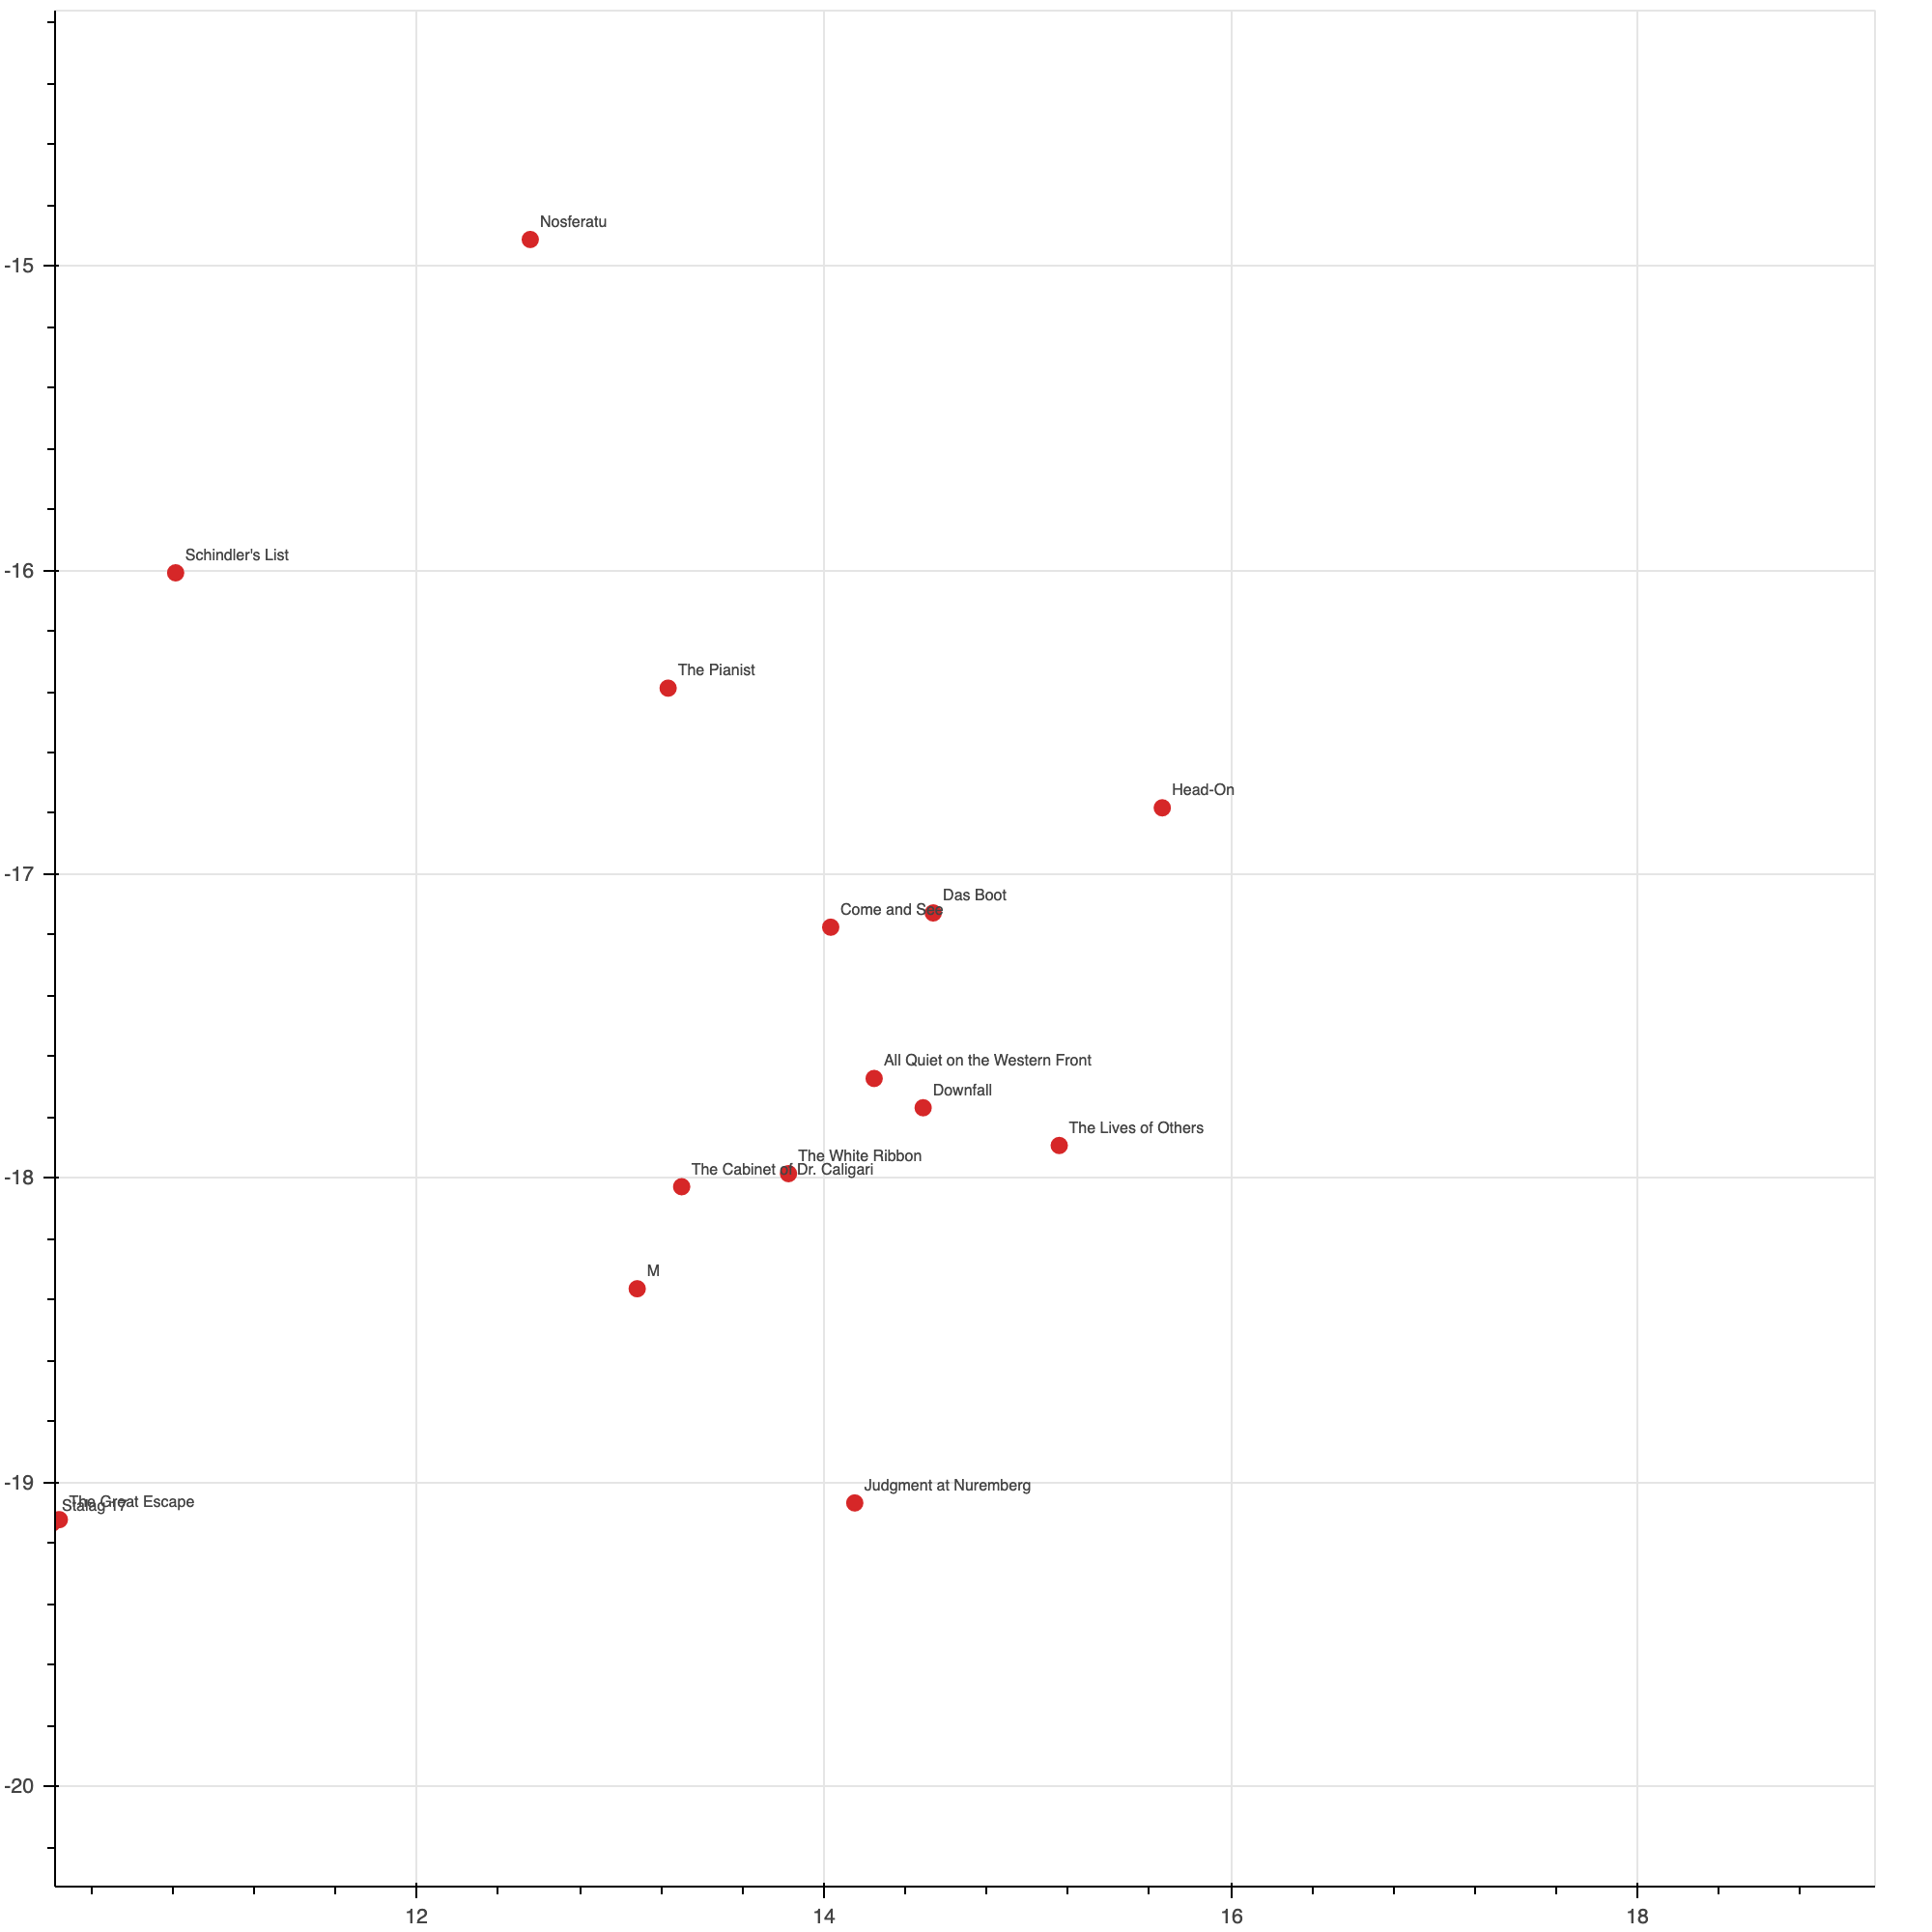 Nosferatu
-15
Schindler's List
-16
The Pianist
Head-On
-17
Das Boot
Come and See
All Quiet on the Western Front
Downfall
The Lives of Others
The White Ribbon
The Cabinet of Dr. Caligari
-18
M
-19
Judgment at Nuremberg
The Great Escape
Stalag 17
-20
12
14
16
18